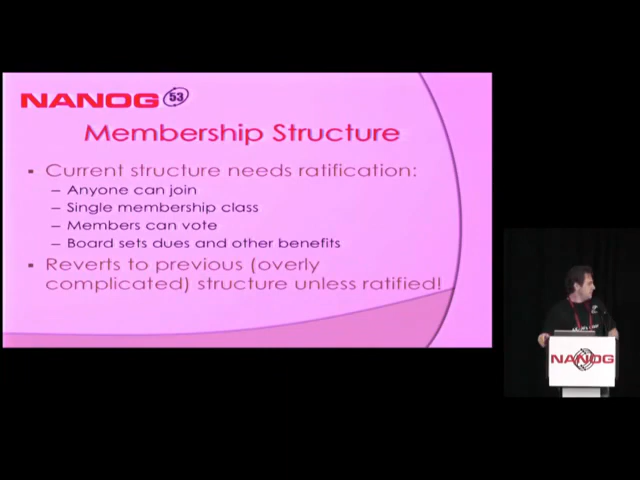 NANOG 53
Membership Structure
▪ Current structure needs ratification:
– Anyone can join
– Single membership class
– Members can vote
– Board sets dues and other benefits
▪ Reverts to previous (overly
complicated) structure unless ratified!
NANOG